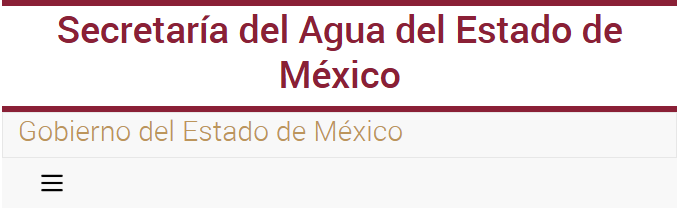 Secretaría del Agua del Estado de
México
Gobierno del Estado de México